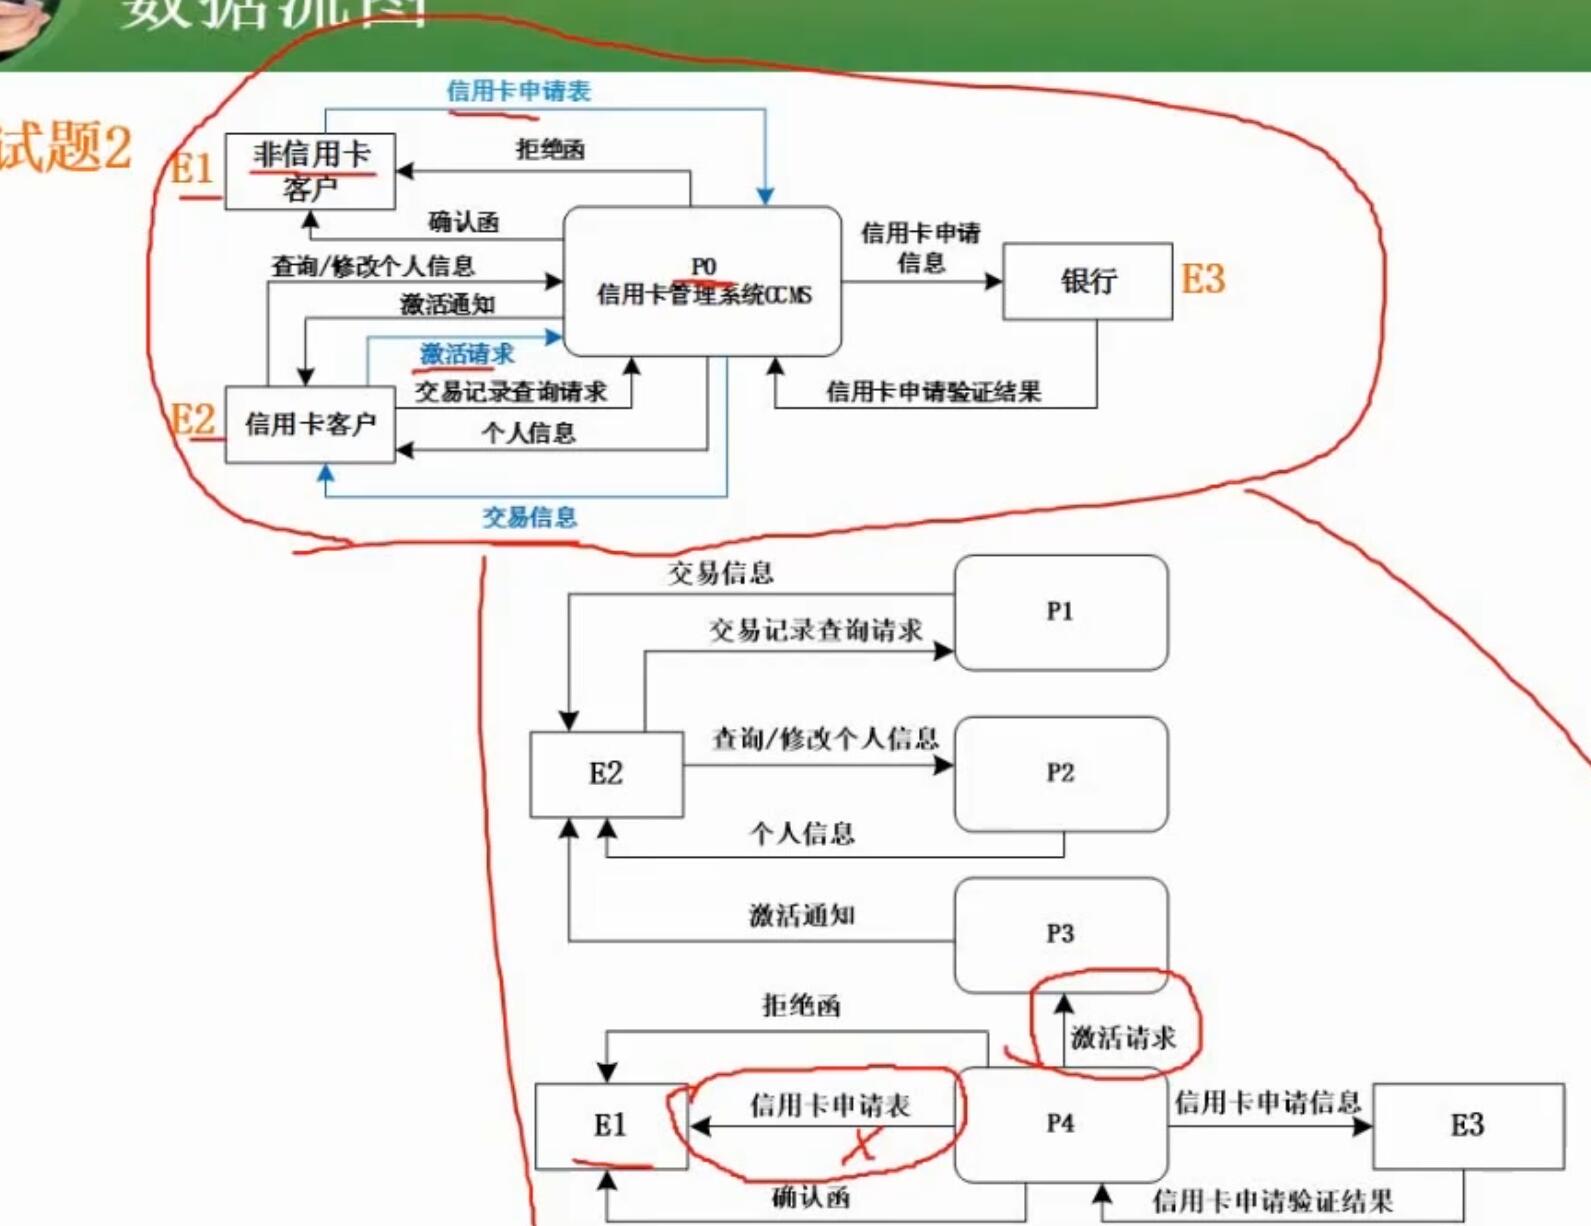 数据流图
试题2
信用卡申请表
E1
非信用卡
客户
拒绝函
确认函
查询/修改个人信息
激活通知
激活请求
交易记录查询请求
E2
信用卡客户
个人信息
交易信息
P0
信用卡管理系统CCMS
信用卡申请
信息
银行
E3
信用卡申请验证结果
交易信息
P1
交易记录查询请求
E2
查询/修改个人信息
P2
个人信息
激活通知
P3
拒绝函
激活请求
E1
信用卡申请表
P4
信用卡申请信息
E3
X
确认函
信用卡申请验证结果